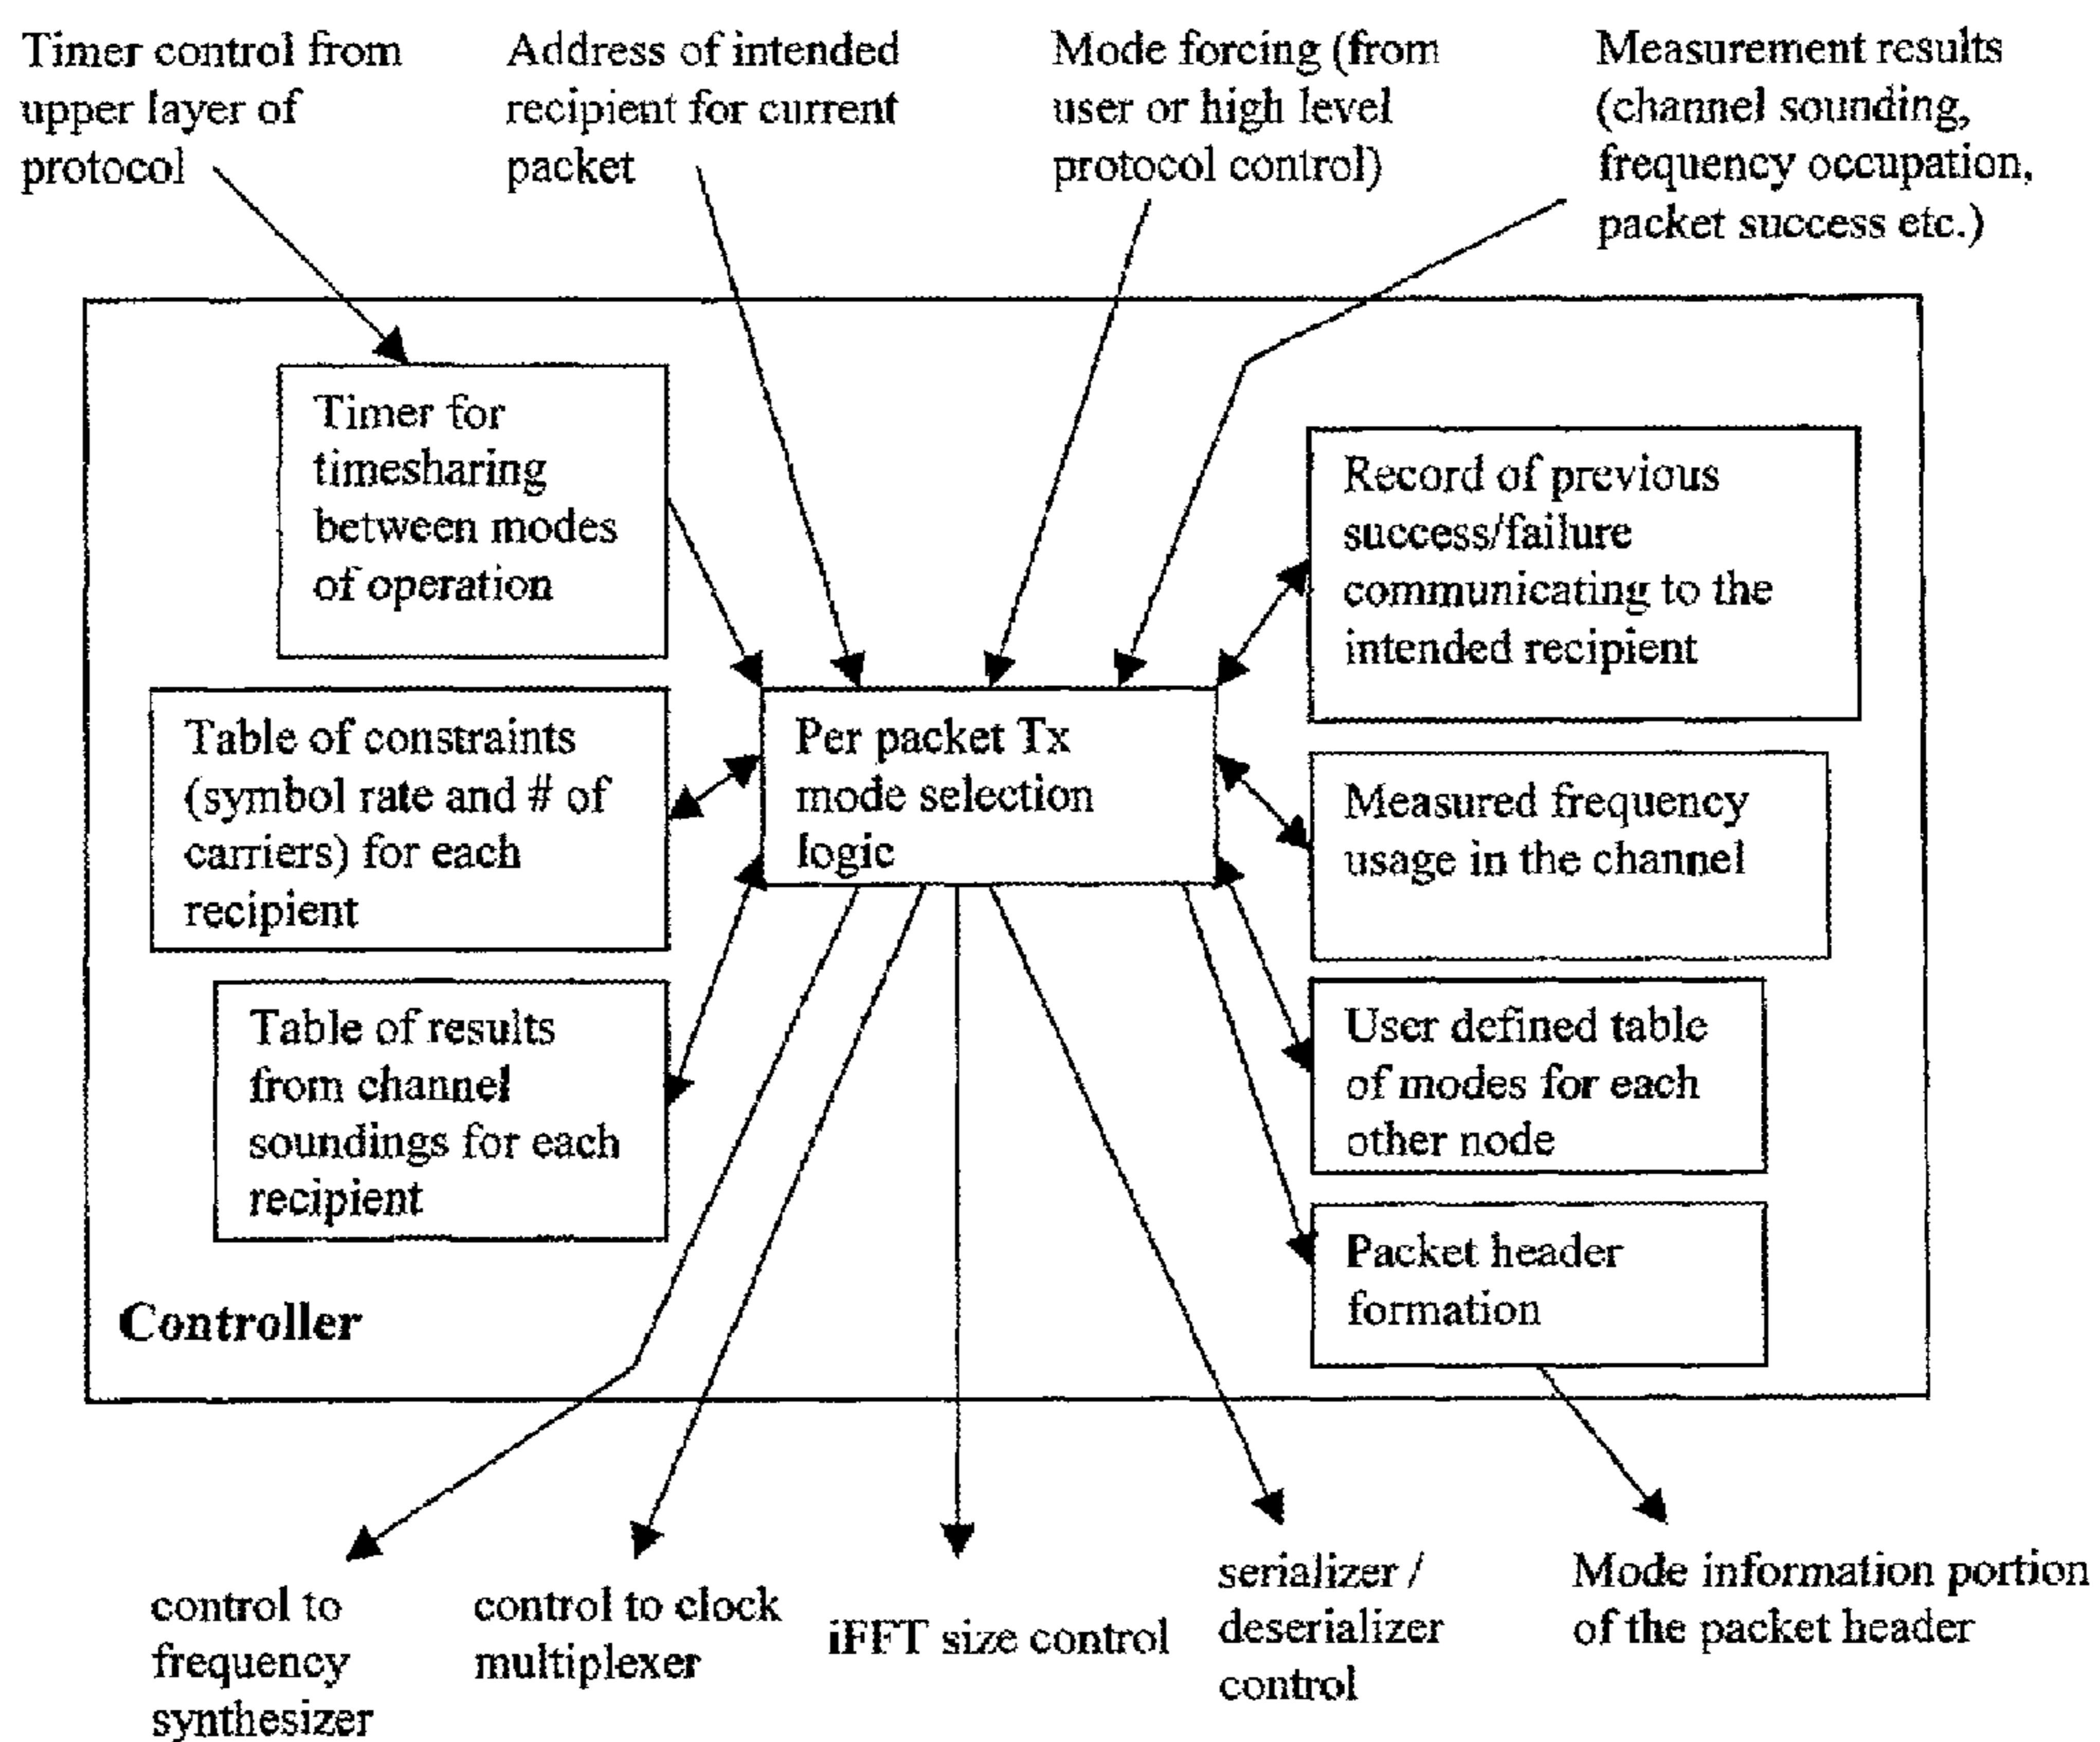 Timer control from
upper layer of
protocol
Address of intended
recipient for current
packet
Mode forcing (from
user or high level
protocol control)
Measurement results
(channel sounding,
frequency occupation,
packet success etc.)
Timer for
timesharing
between modes
of operation
Record of previous
success/failure
communicating to the
intended recipient
Table of constraints
(symbol rate and # of
carriers) for each
recipient
Per packet Tx
mode selection
logic
Measured frequency
usage in the channel
Table of results
from channel
soundings for each
recipient
User defined table
of modes for each
other node
Packet header
formation
Controller
control to
frequency
synthesizer
control to clock
multiplexer
iFFT size control
serializer /
deserializer
control
Mode information portion
of the packet header